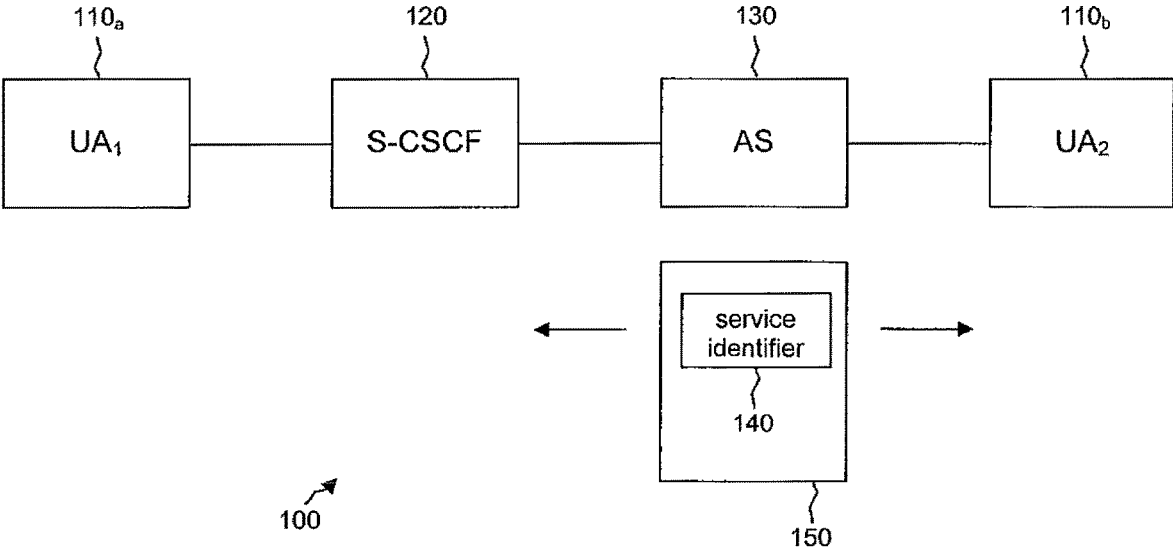 110a 120 130 110b
UA1 S-CSCF AS UA2
service
identifier
140
100
150